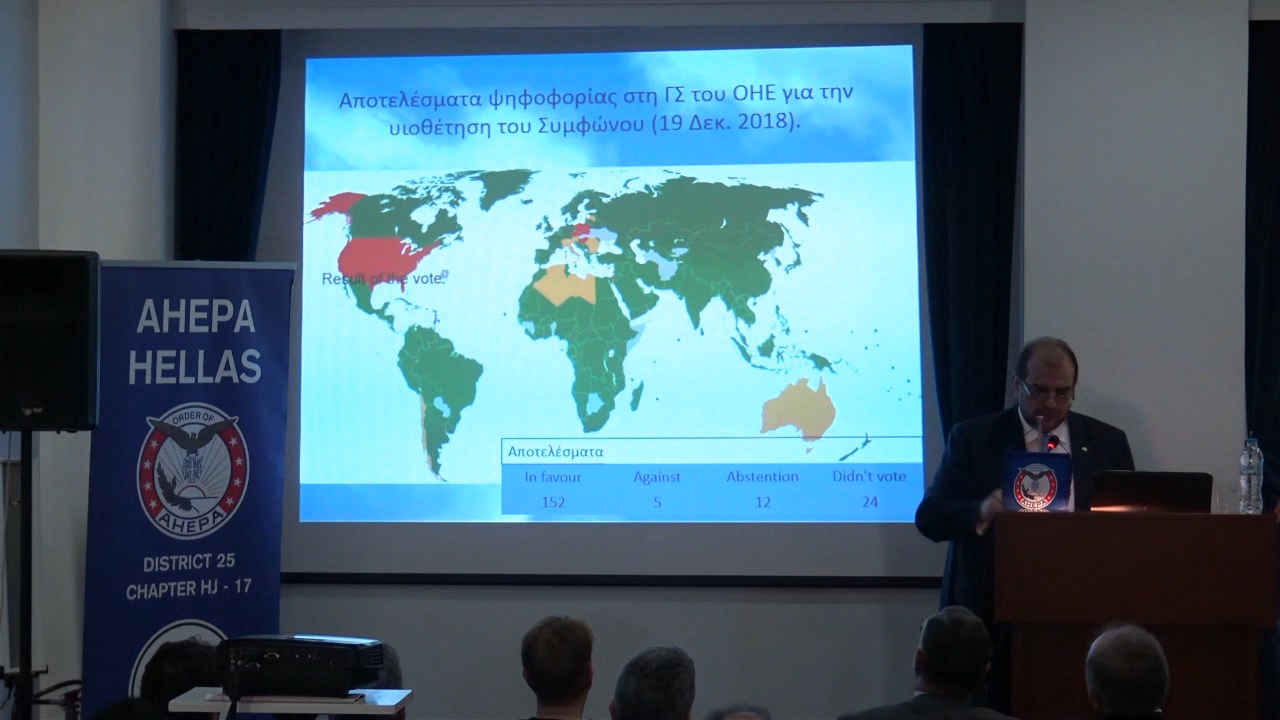 Αποτελέσματα ψηφοφορίας στη ΓΣ του ΟΗΕ για την
υιοθέτηση του Συμφώνου (19 Δεκ. 2018).
Result of the vote.
Αποτελέσματα
In favour Against Abstention Didn't vote
152 5 12 24
AHEPA
HELLAS
ORDER OF
AHEPA
DISTRICT 25
CHAPTER HJ - 17